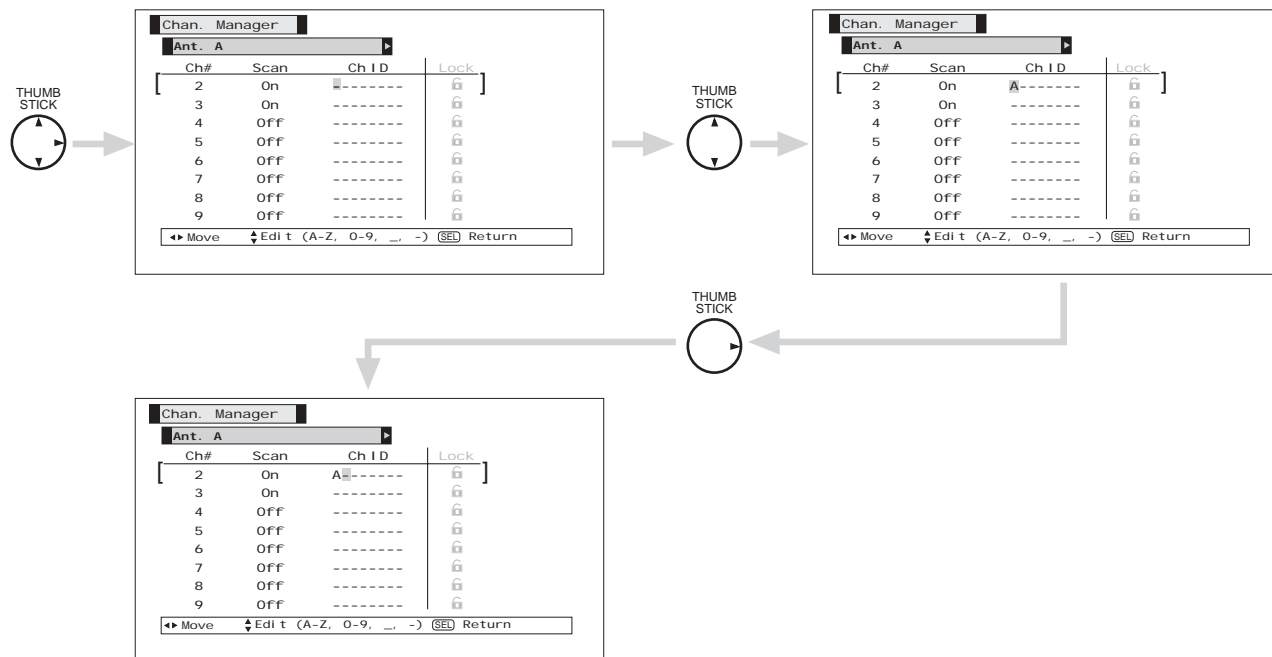 THUMB
STICK
Chan. Manager
Ant. A
Ch# Scan Ch ID Lock
2 On --------
3 On --------
4 Off --------
5 Off --------
6 Off --------
7 Off --------
8 Off --------
9 Off --------
Move Edit (A-Z, 0-9, _, -) SEL Return
THUMB
STICK
Chan. Manager
Ant. A
Ch# Scan Ch ID Lock
2 On A-------
3 On --------
4 Off --------
5 Off --------
6 Off --------
7 Off --------
8 Off --------
9 Off --------
Move Edit (A-Z, 0-9, _, -) SEL Return
THUMB
STICK
Chan. Manager
Ant. A
Ch# Scan Ch ID Lock
2 On A-------
3 On --------
4 Off --------
5 Off --------
6 Off --------
7 Off --------
8 Off --------
9 Off --------
Move Edit (A-Z, 0-9, _, -) SEL Return